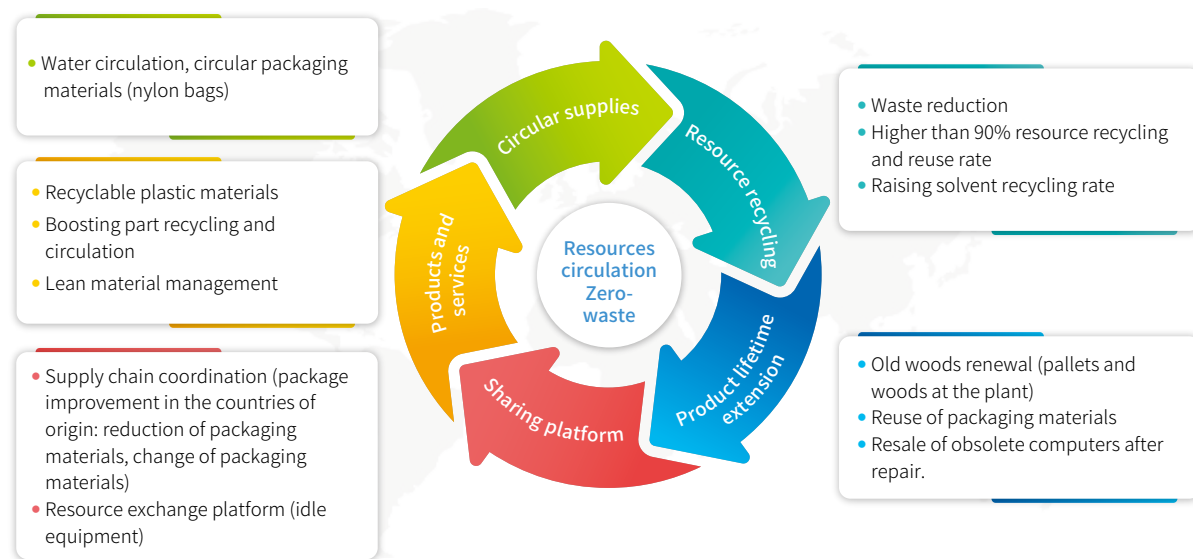 Water circulation, circular packaging
materials (nylon bags)
Recyclable plastic materials
Boosting part recycling and
circulation
Lean material management
Supply chain coordination (package
improvement in the countries of
origin: reduction of packaging
materials, change of packaging
materials)
Resource exchange platform (idle
equipment)
Circular supplies
Resource recycling
Product lifetime
extension
Sharing platform
Products and
services
Resources
circulation
Zero-
waste
Waste reduction
Higher than 90% resource recycling
and reuse rate
Raising solvent recycling rate
Old woods renewal (pallets and
woods at the plant)
Reuse of packaging materials
Resale of obsolete computers after
repair.